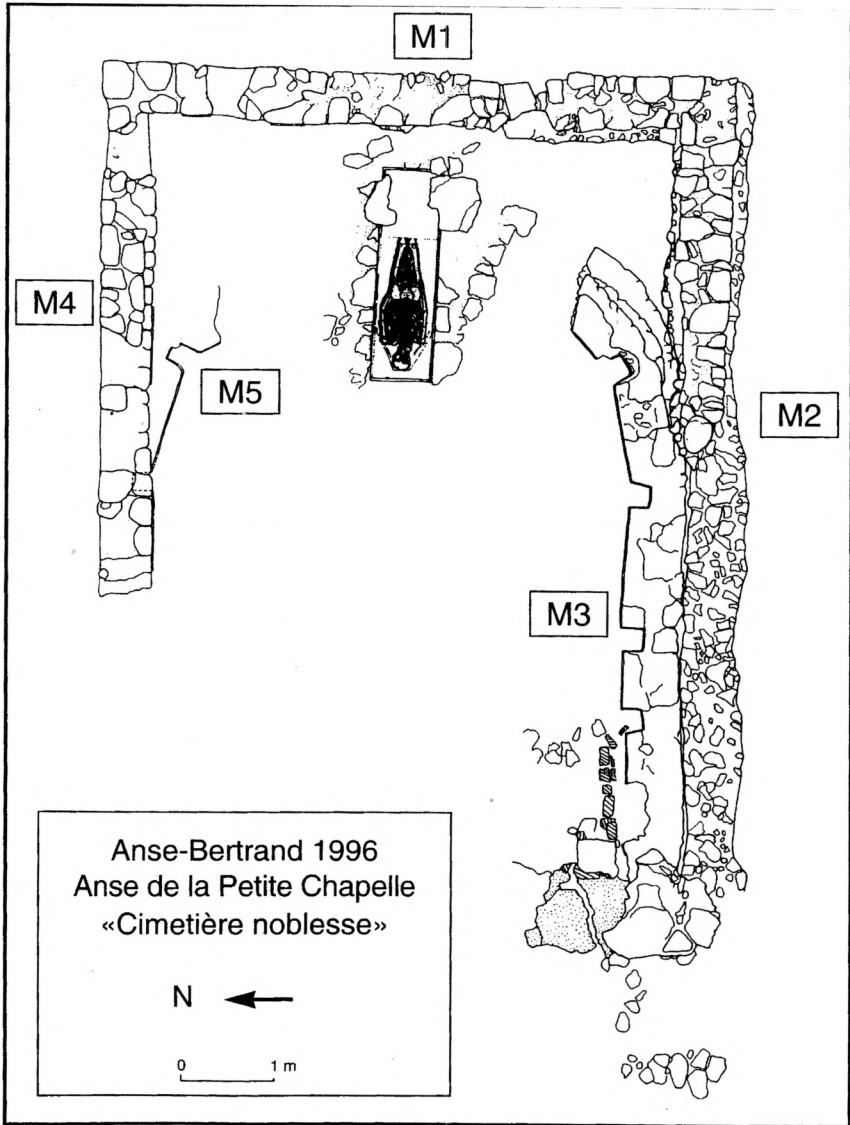 M1
M4
M5
M2
M3
Anse-Bertrand 1996
Anse de la Petite Chapelle
«Cimetière noblesse»
N
0 1 m